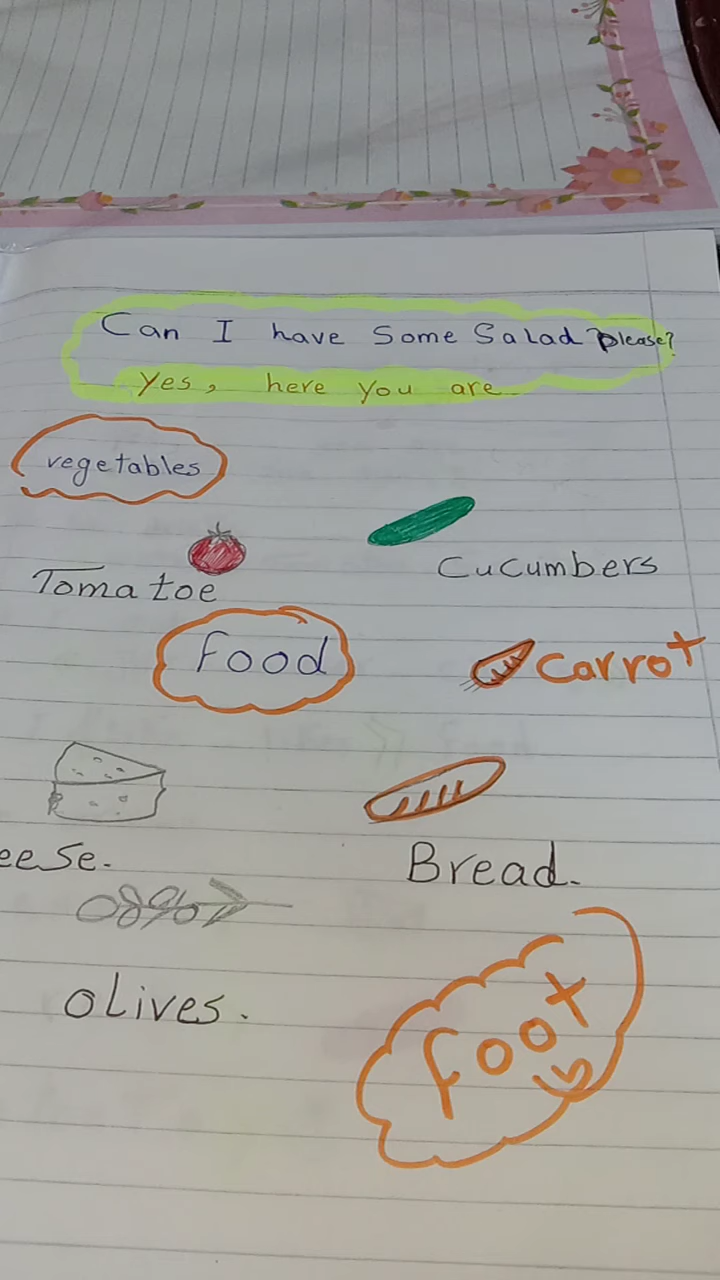 Can I have Some Salad please?
yes, here you are
vegetables
Tomatoe
Cucumbers
Food
Carrot
eese.
Bread.
olives.
Foot